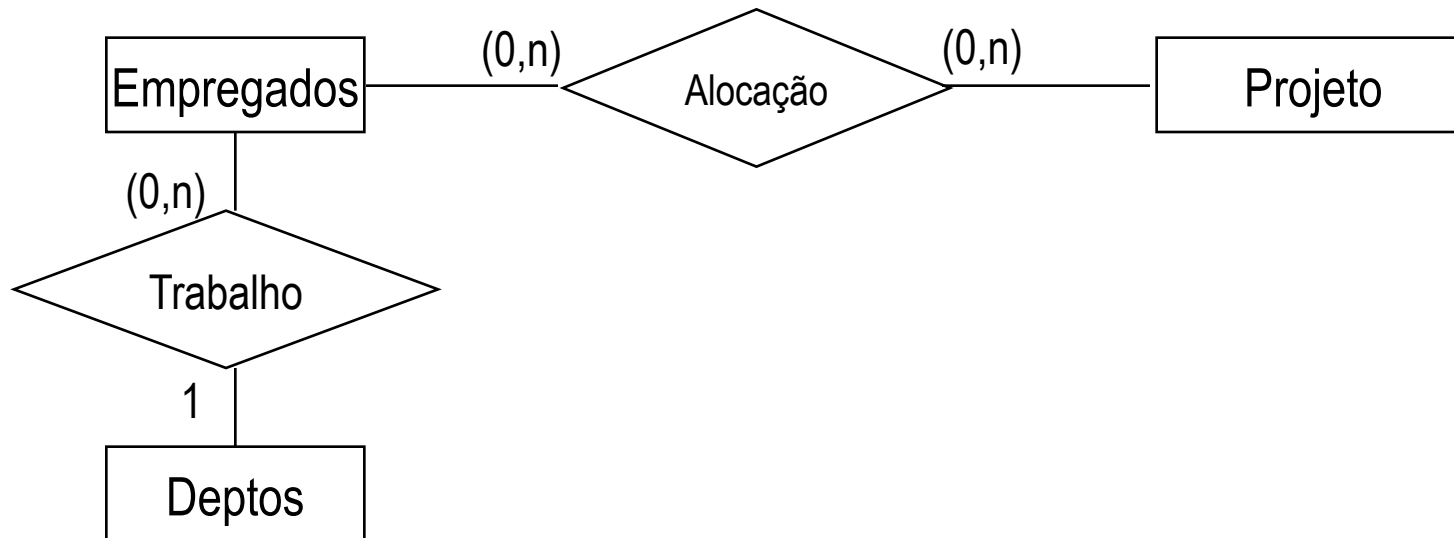 (0,n)
(0,n)
Empregados
Alocação
Projeto
(0,n)
Trabalho
1
Deptos